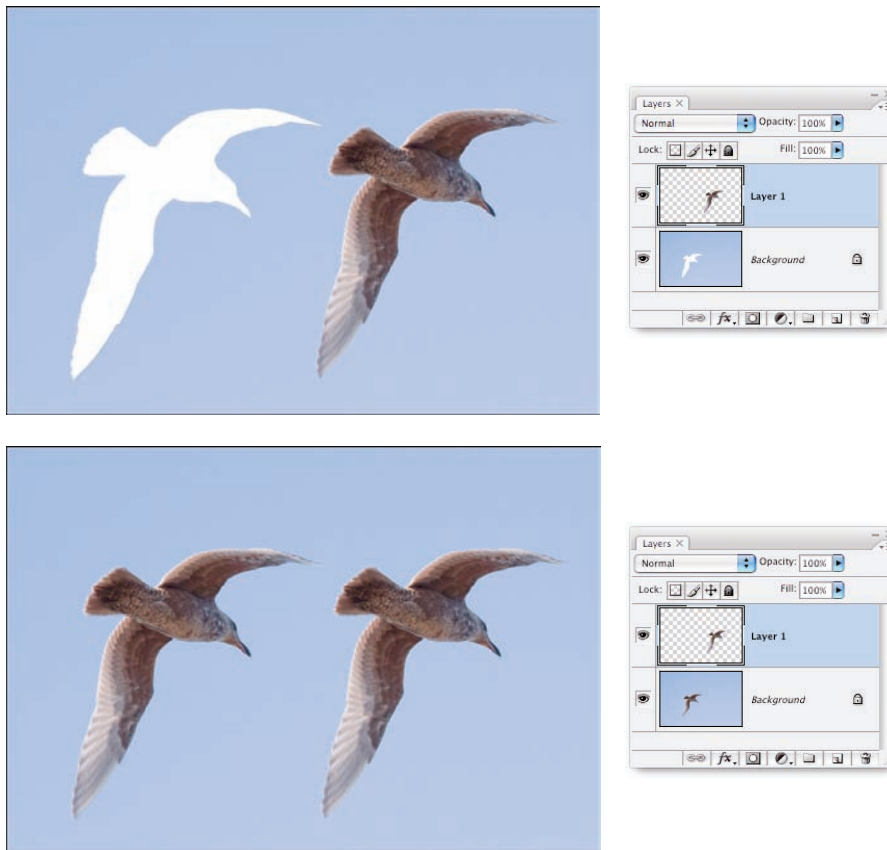 Layers ×
Normal Opacity: 100%
Lock: Fill: 100%
Layer 1
Background
fx
Layers ×
Normal Opacity: 100%
Lock: Fill: 100%
Layer 1
Background
fx